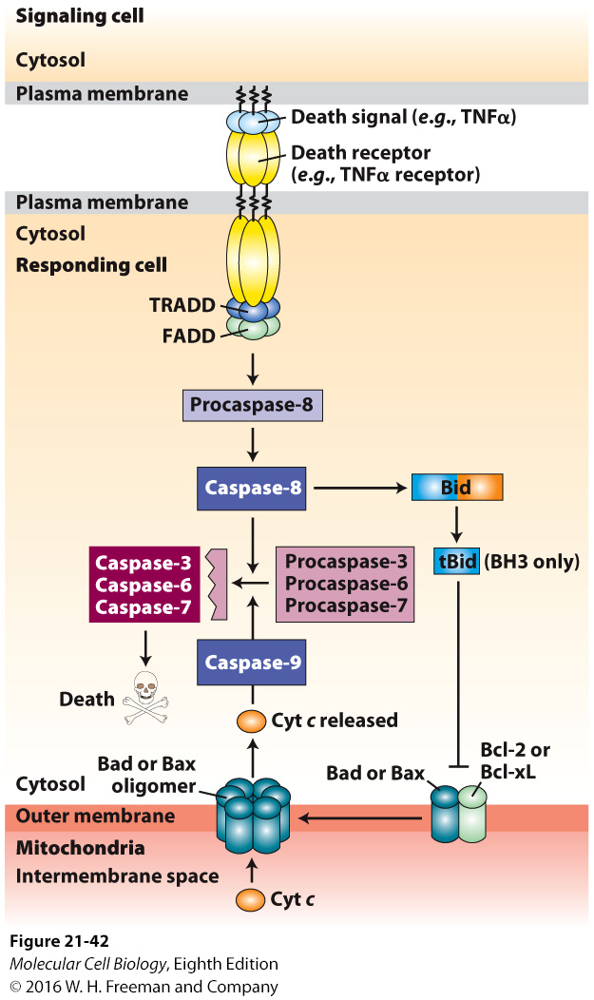 Signaling cell
Cytosol
Plasma membrane
Death signal (e.g., TNFα)
Death receptor
(e.g., TNFα receptor)
Plasma membrane
Cytosol
Responding cell
TRADD
FADD
Procaspase-8
Caspase-8
Bid
tBid (BH3 only)
Caspase-3
Caspase-6
Caspase-7
Procaspase-3
Procaspase-6
Procaspase-7
Caspase-9
Death
Cyt c released
Bad or Bax
oligomer
Bad or Bax
Bcl-2 or
Bcl-xL
Cytosol
Outer membrane
Mitochondria
Intermembrane space
Cyt c
Figure 21-42
Molecular Cell Biology, Eighth Edition
© 2016 W. H. Freeman and Company